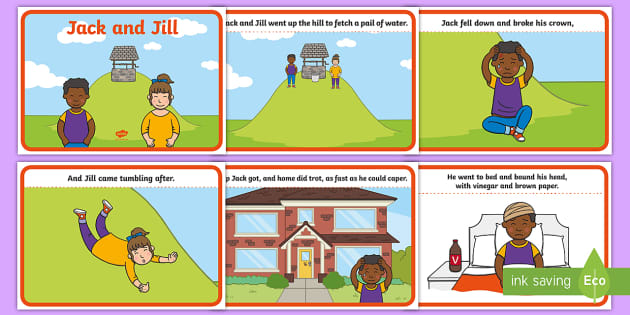 Jack and Jill
ack and Jill went up the hill to fetch a pail of water.
Jack fell down and broke his crown,
And Jill came tumbling after.
p Jack got, and home did trot, as fast as he could caper.
He went to bed and bound his head,
with vinegar and brown paper.
V
ink saving
Eco